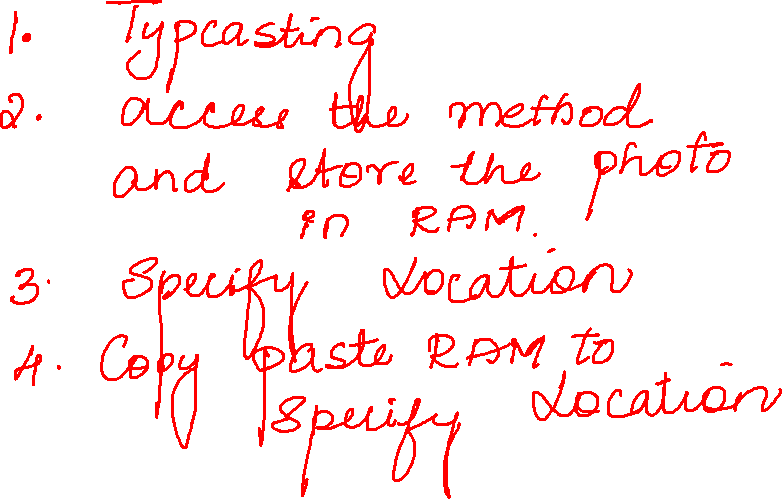 1. Typcasting
2. access the method
and store the photo
in RAM.
3. Specify Location
4. Copy paste RAM to
Specify Location